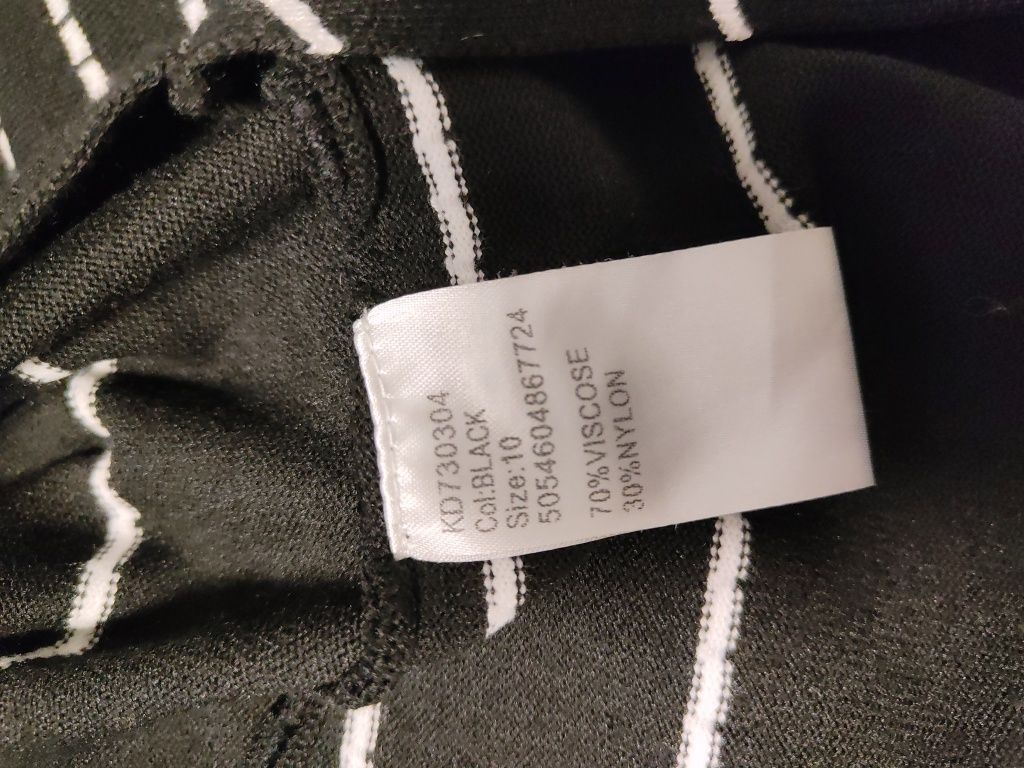 KD730304
Col:BLACK
Size:10
5054604867724
70%VISCOSE
30%NYLON